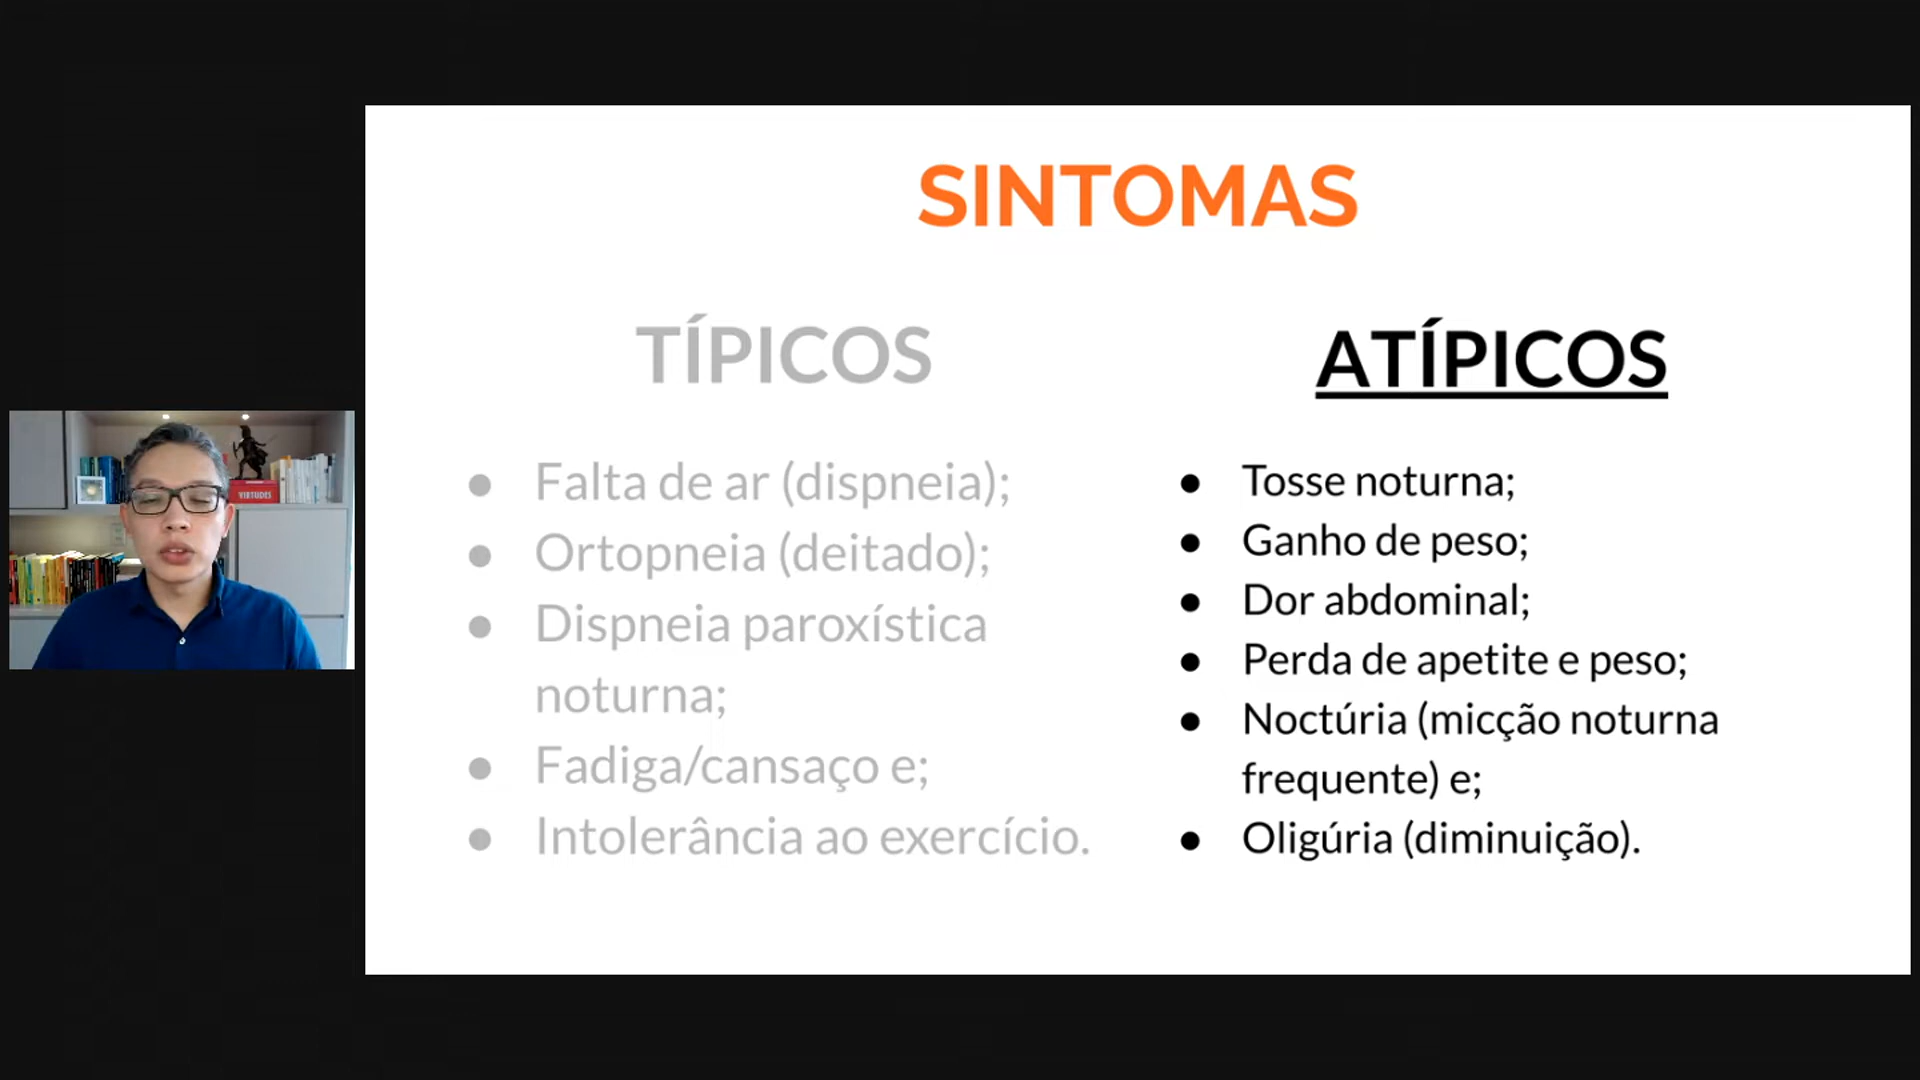 SINTOMAS
TÍPICOS
Falta de ar (dispneia);
Ortopneia (deitado);
Dispneia paroxística
noturna;
Fadiga/cansaço e;
Intolerância ao exercício.
ATÍPICOS
Tosse noturna;
Ganho de peso;
Dor abdominal;
Perda de apetite e peso;
Noctúria (micção noturna
frequente) e;
Oligúria (diminuição).
VIRTUDES